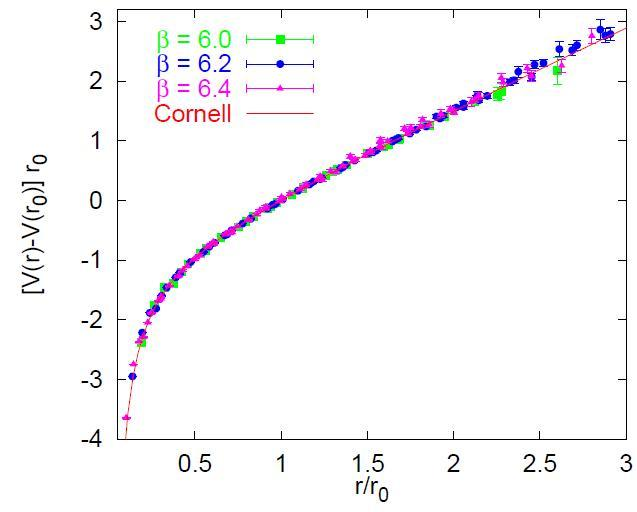 3
2
1
0
-1
-2
-3
-4
[V(r)-V(r₀)] r₀
β = 6.0
β = 6.2
β = 6.4
Cornell
0.5 1 1.5 2 2.5 3
r/r₀